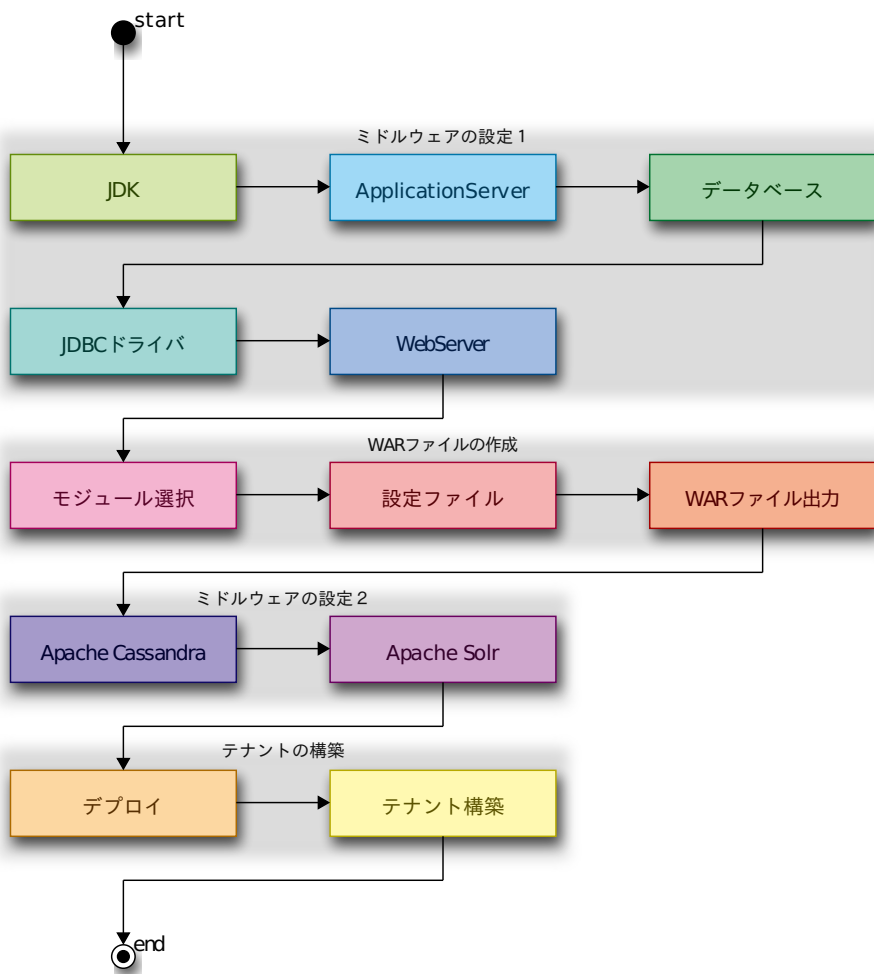 start
ミドルウェアの設定１
JDK
ApplicationServer
データベース
JDBCドライバ
WebServer
WARファイルの作成
モジュール選択
設定ファイル
WARファイル出力
ミドルウェアの設定２
Apache Cassandra
Apache Solr
テナントの構築
デプロイ
テナント構築
end